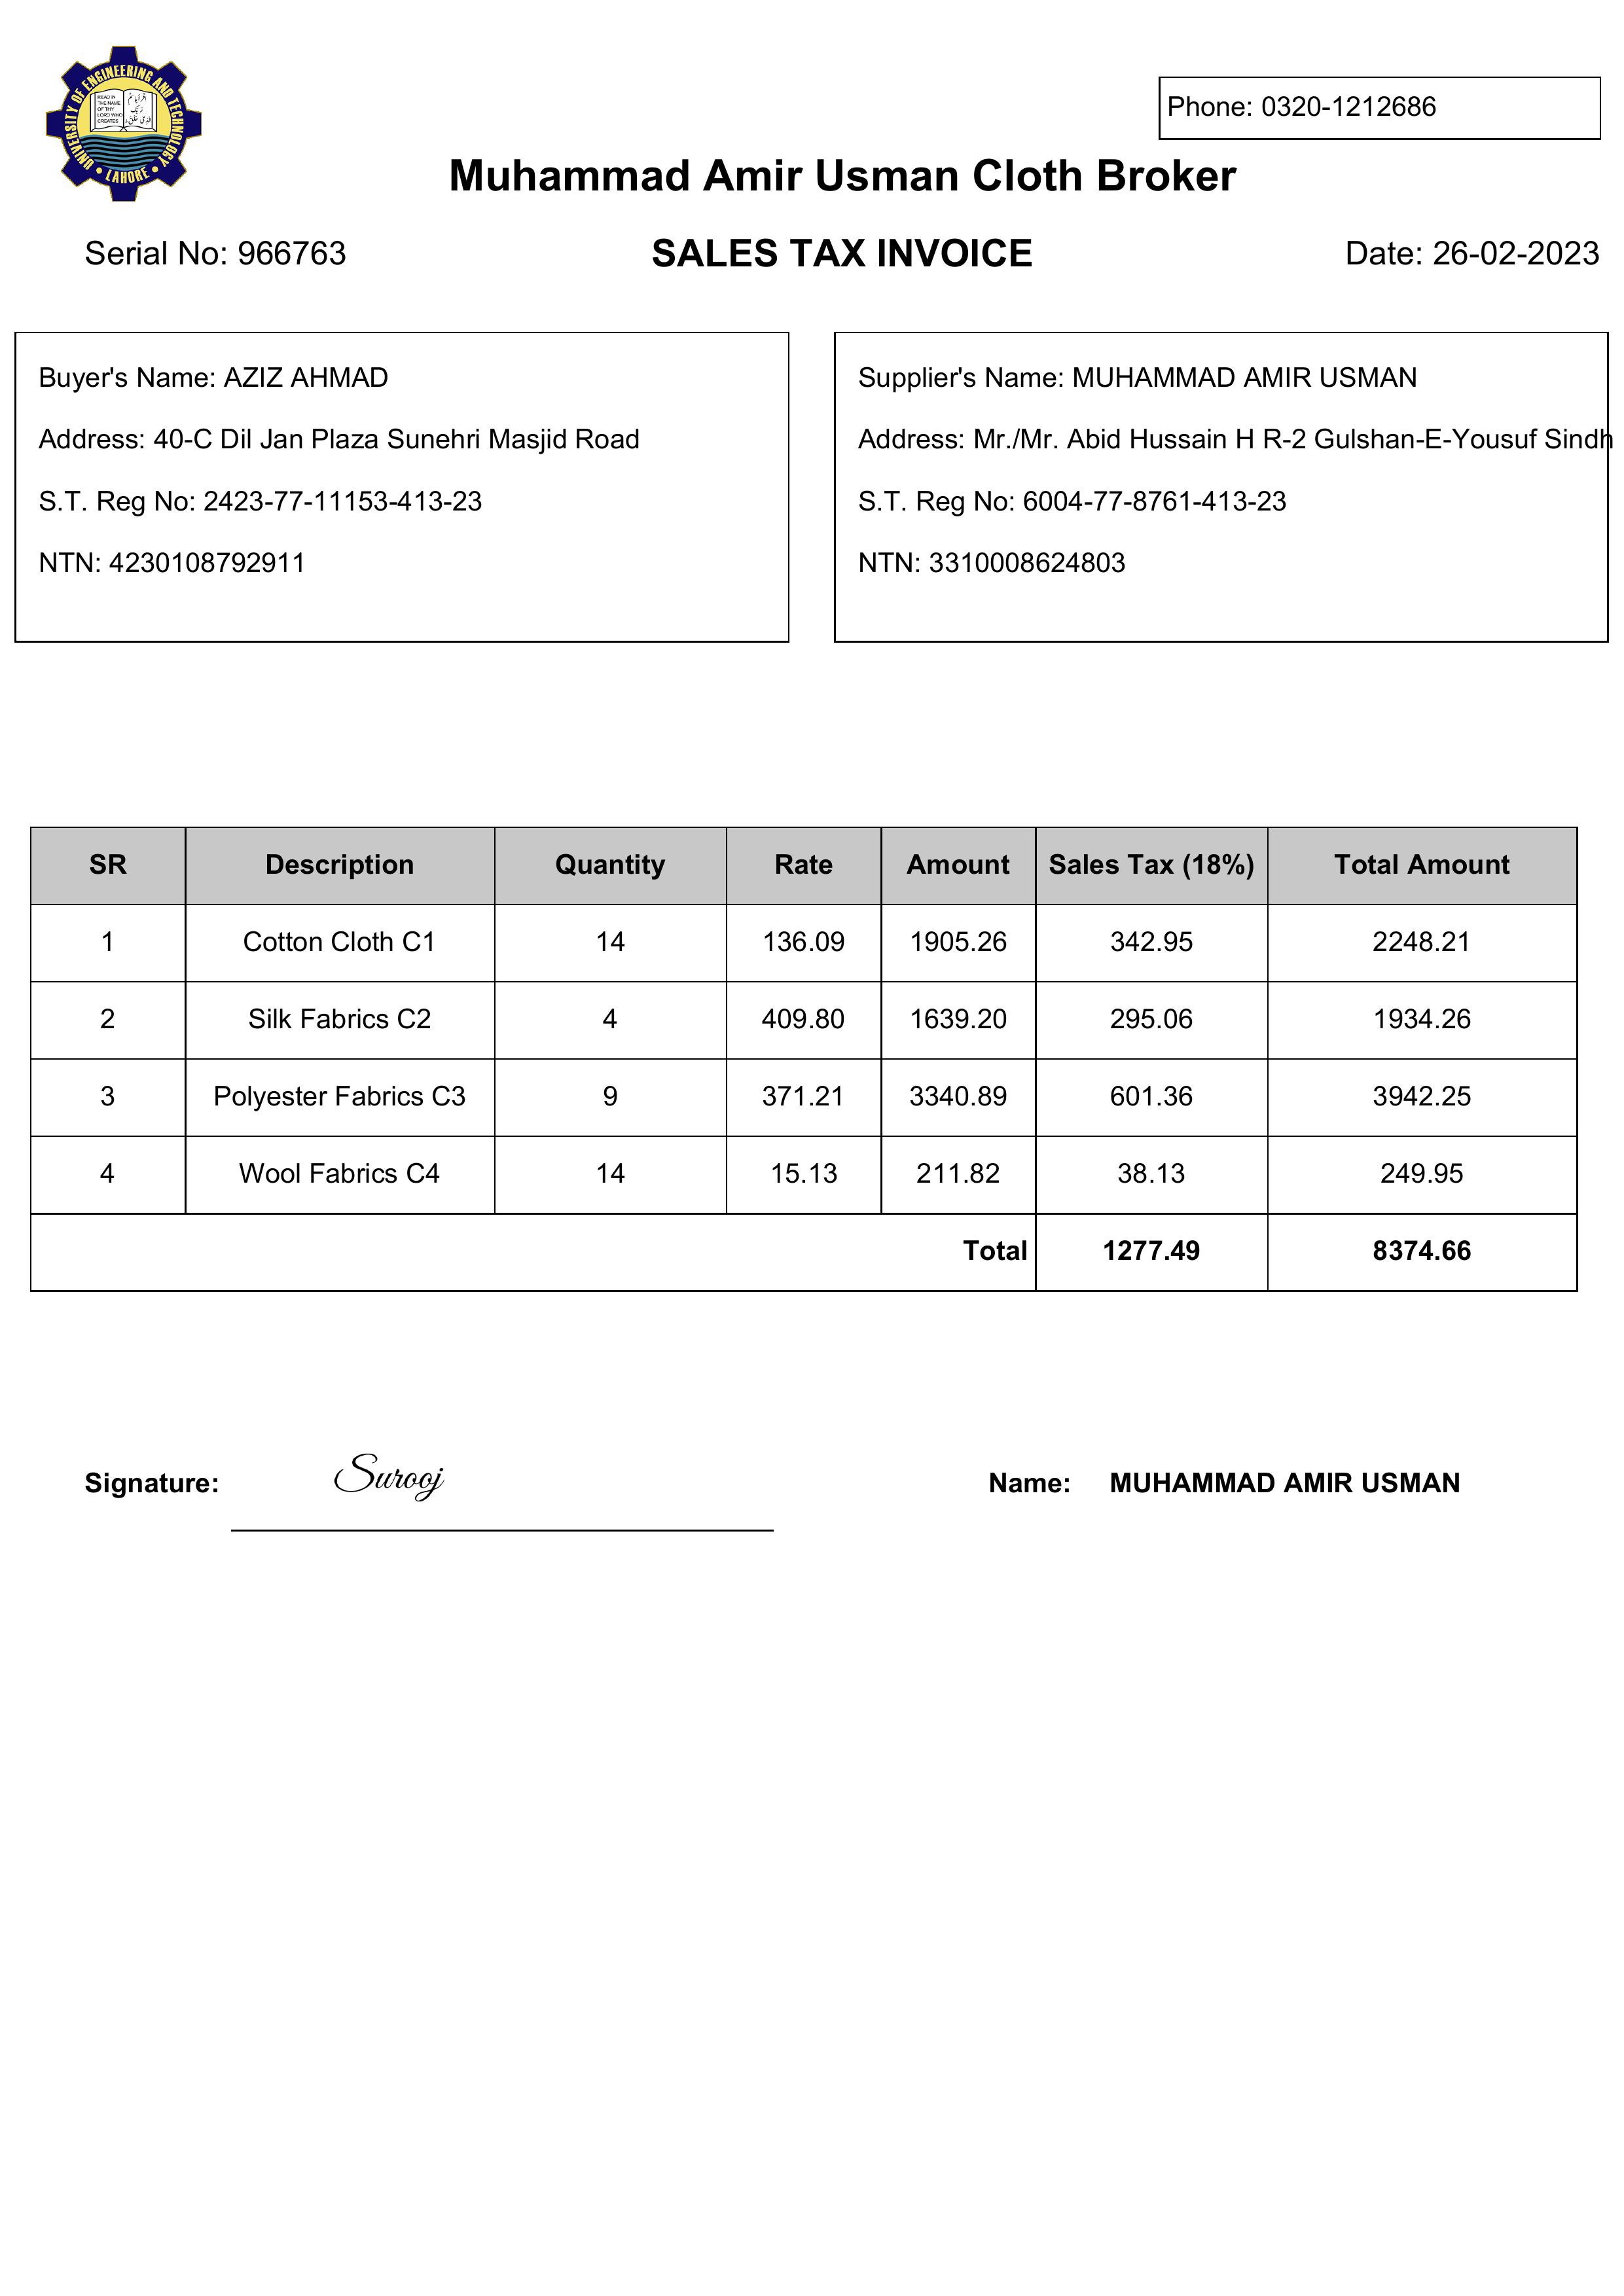 UNIVERSITY OF ENGINEERING AND TECHNOLOGY
LAHORE
READ IN
THE NAME
OF THY
LORD WHO
CREATES
Phone: 0320-1212686
Muhammad Amir Usman Cloth Broker
Serial No: 966763 SALES TAX INVOICE Date: 26-02-2023
Buyer's Name: AZIZ AHMAD
Address: 40-C Dil Jan Plaza Sunehri Masjid Road
S.T. Reg No: 2423-77-11153-413-23
NTN: 4230108792911
Supplier's Name: MUHAMMAD AMIR USMAN
Address: Mr./Mr. Abid Hussain H R-2 Gulshan-E-Yousuf Sindh
S.T. Reg No: 6004-77-8761-413-23
NTN: 3310008624803
SR Description Quantity Rate Amount Sales Tax (18%) Total Amount
1 Cotton Cloth C1 14 136.09 1905.26 342.95 2248.21
2 Silk Fabrics C2 4 409.80 1639.20 295.06 1934.26
3 Polyester Fabrics C3 9 371.21 3340.89 601.36 3942.25
4 Wool Fabrics C4 14 15.13 211.82 38.13 249.95
Total 1277.49 8374.66
Signature: Surooj Name: MUHAMMAD AMIR USMAN